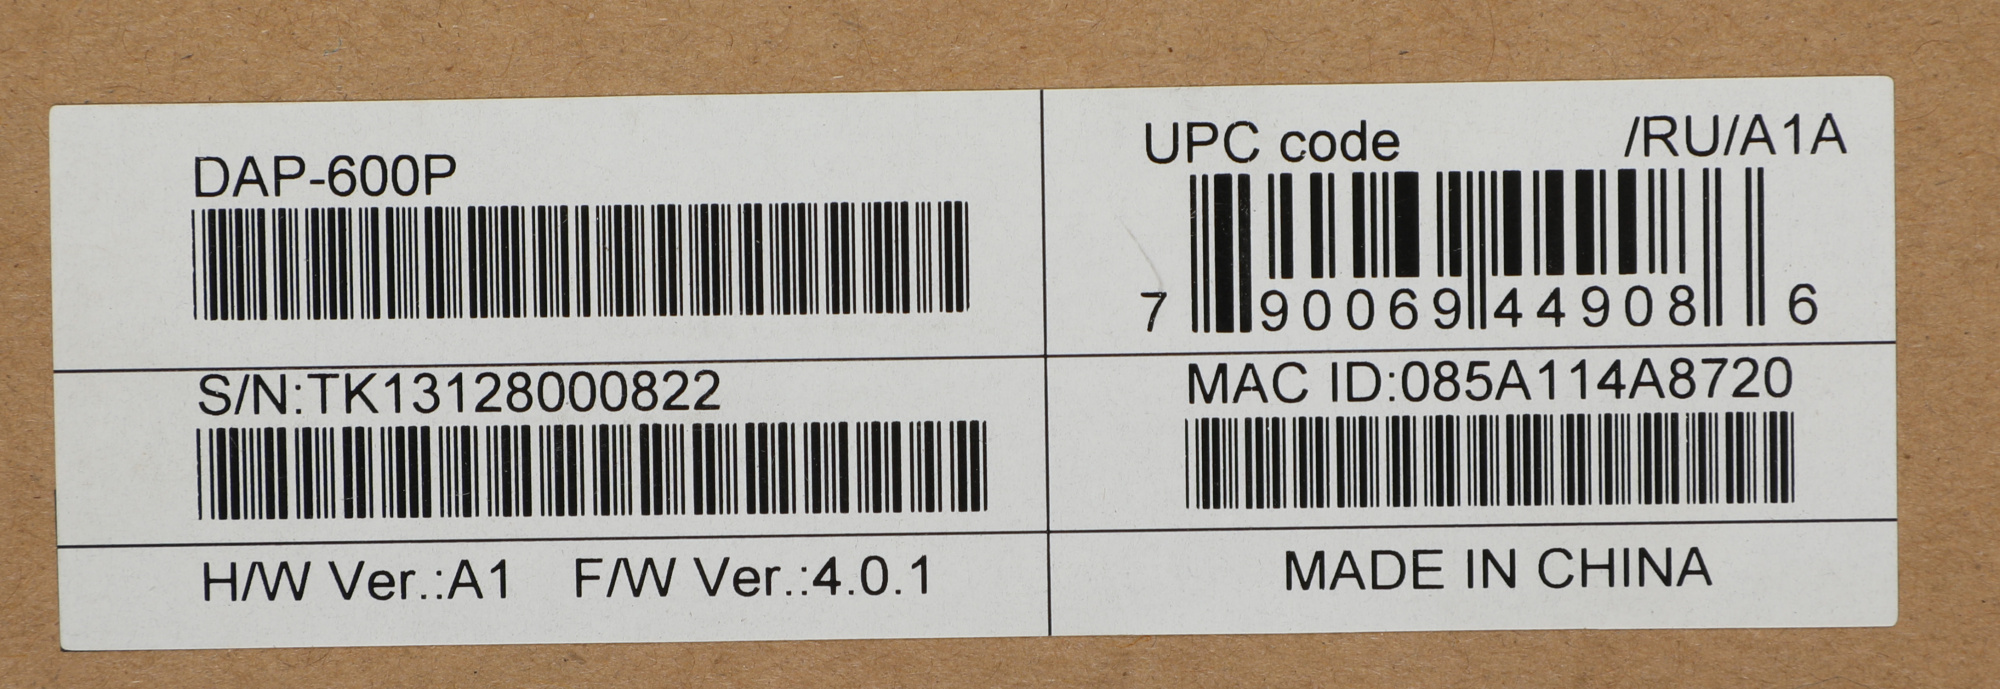 DAP-600P
UPC code /RU/A1A
7 90069 44908 6
S/N:TK13128000822
MAC ID:085A114A8720
H/W Ver.:A1 F/W Ver.:4.0.1
MADE IN CHINA